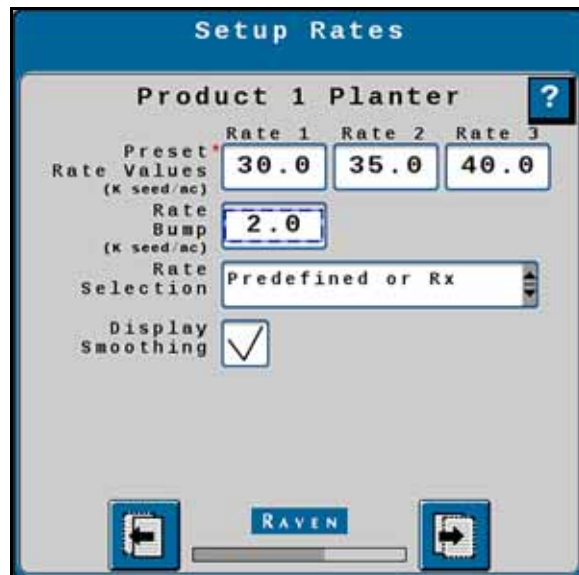 Setup Rates
Product 1 Planter
?
Rate 1 Rate 2 Rate 3
Preset*
Rate Values
(K seed/ac)
30.0 35.0 40.0
Rate
Bump
(K seed/ac)
2.0
Rate
Selection
Predefined or Rx
Display
Smoothing
RAVEN